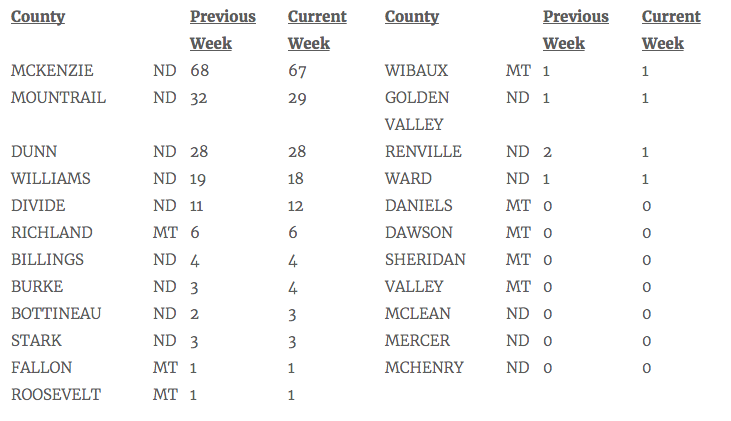 County Previous Current County Previous Current
Week Week Week Week
MCKENZIE ND 68 67 WIBAUX MT 1 1
MOUNTRAIL ND 32 29 GOLDEN ND 1 1
VALLEY
DUNN ND 28 28 RENVILLE ND 2 1
WILLIAMS ND 19 18 WARD ND 1 1
DIVIDE ND 11 12 DANIELS MT 0 0
RICHLAND MT 6 6 DAWSON MT 0 0
BILLINGS ND 4 4 SHERIDAN MT 0 0
BURKE ND 3 4 VALLEY MT 0 0
BOTTINEAU ND 2 3 MCLEAN ND 0 0
STARK ND 3 3 MERCER ND 0 0
FALLON MT 1 1 MCHENRY ND 0 0
ROOSEVELT MT 1 1